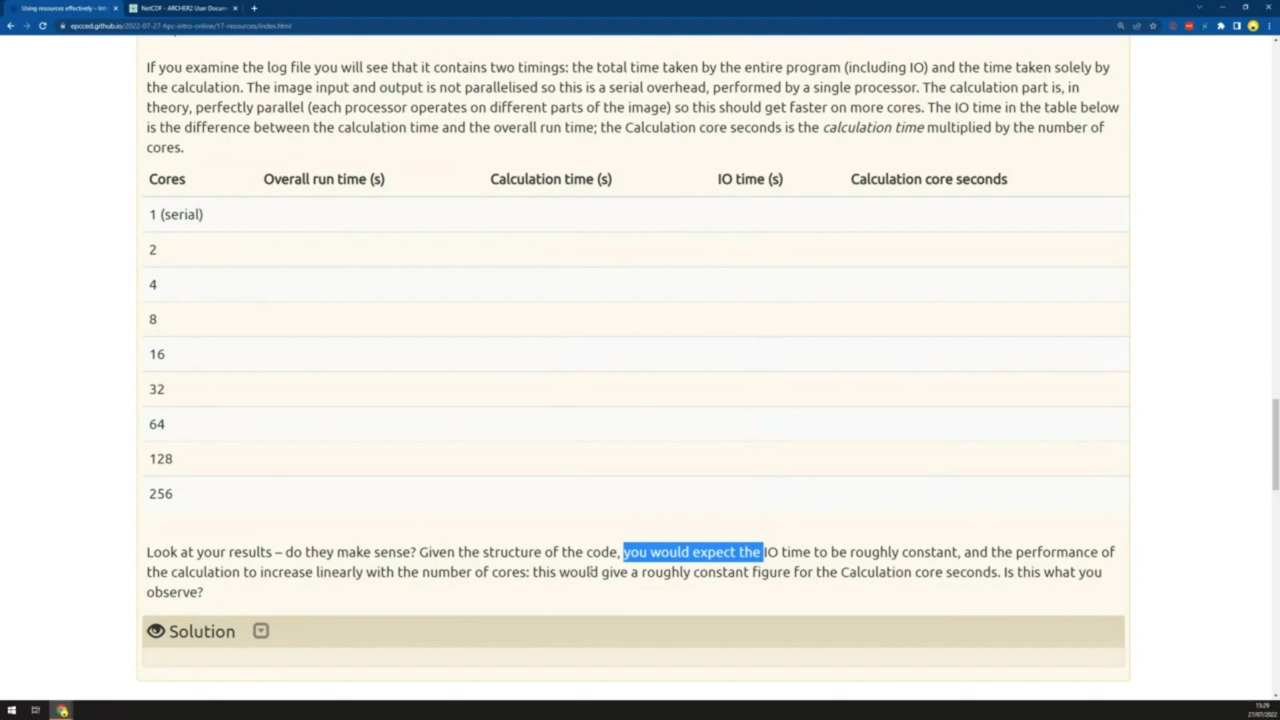 Using resources effectively – Int
NetCDF - ARCHER2 User Docum
epcced.github.io/2022-07-27-hpc-intro-online/17-resources/index.html
If you examine the log file you will see that it contains two timings: the total time taken by the entire program (including IO) and the time taken solely by
the calculation. The image input and output is not parallelised so this is a serial overhead, performed by a single processor. The calculation part is, in
theory, perfectly parallel (each processor operates on different parts of the image) so this should get faster on more cores. The IO time in the table below
is the difference between the calculation time and the overall run time; the Calculation core seconds is the calculation time multiplied by the number of
cores.
Cores Overall run time (s) Calculation time (s) IO time (s) Calculation core seconds
1 (serial)
2
4
8
16
32
64
128
256
Look at your results – do they make sense? Given the structure of the code, you would expect the IO time to be roughly constant, and the performance of
the calculation to increase linearly with the number of cores: this would give a roughly constant figure for the Calculation core seconds. Is this what you
observe?
Solution
15:29
27/07/2022